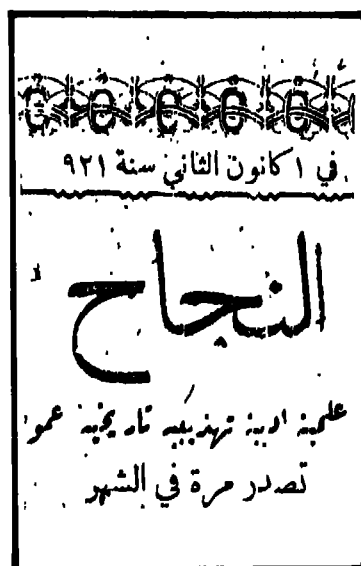 في ١ كانون الثاني سنة ٩٢١
النجاح
علمية ادبية تهذيبية تاريخية عمو
تصدر مرة في الشهر